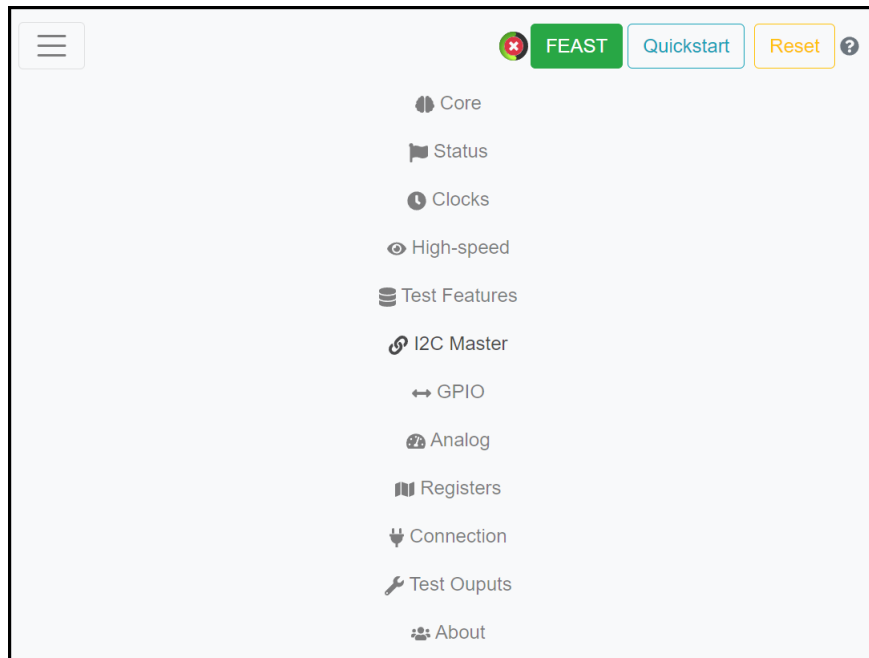 FEAST Quickstart Reset
Core
Status
Clocks
High-speed
Test Features
I2C Master
GPIO
Analog
Registers
Connection
Test Ouputs
About